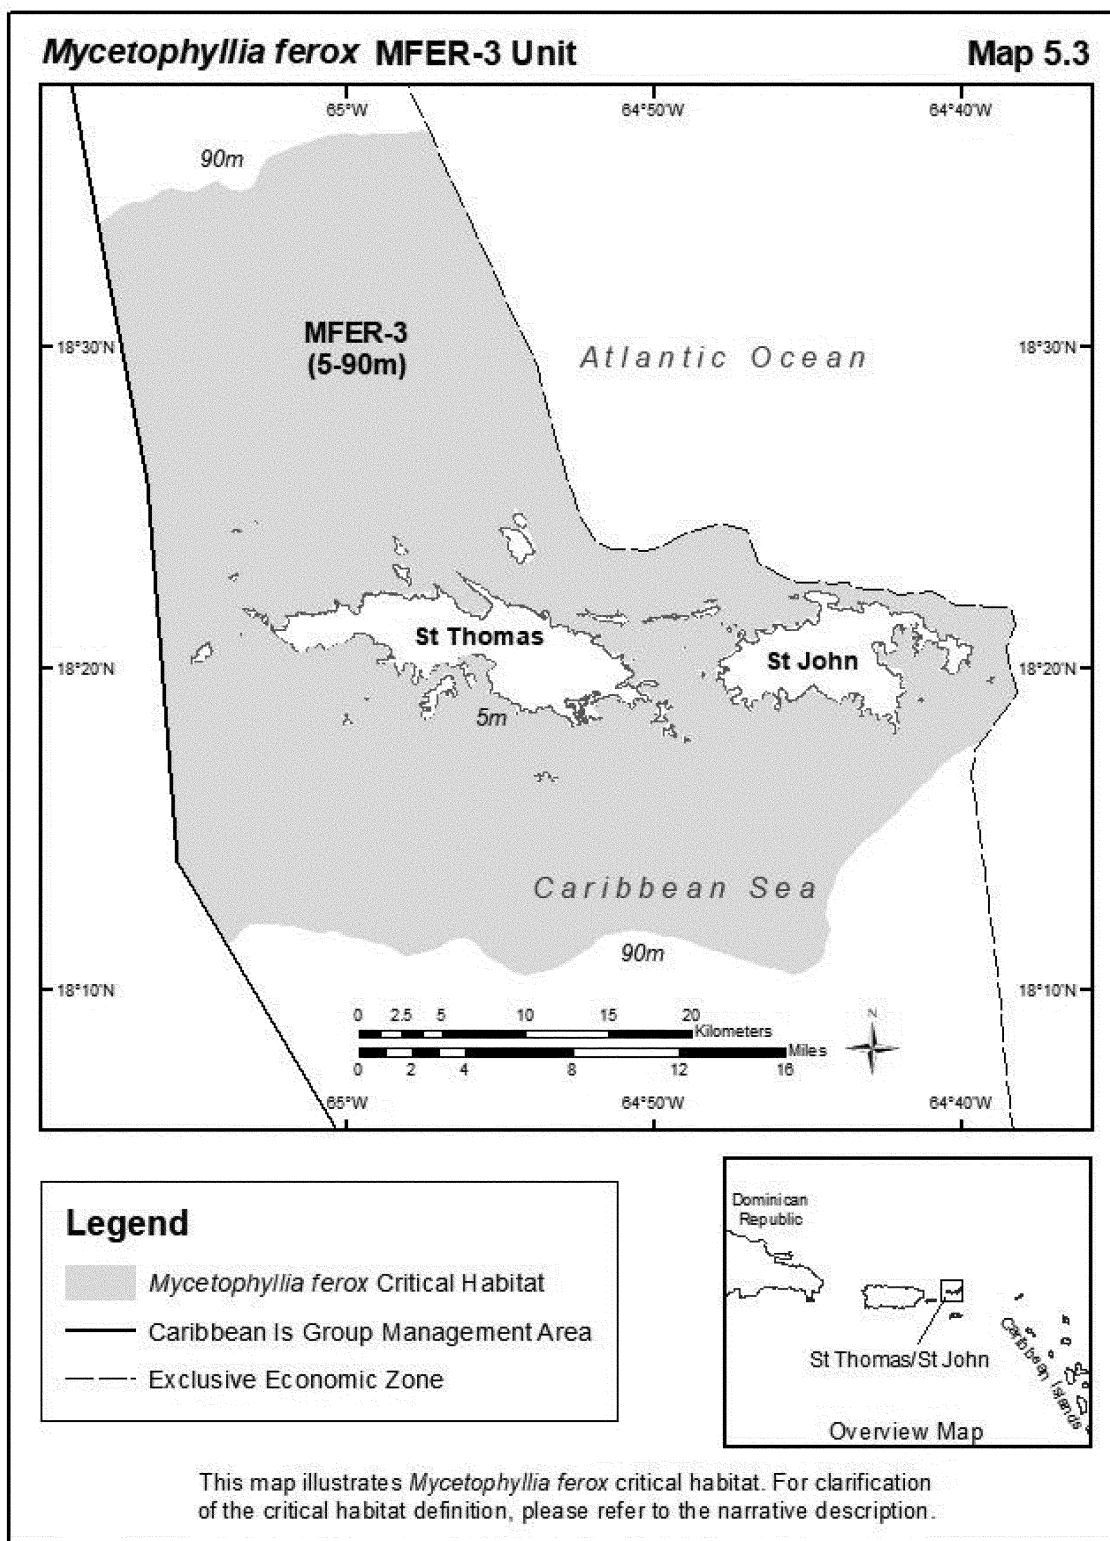 Mycetophyllia ferox MFER-3 Unit
Map 5.3
65°W
64°50'W
64°40'W
90m
MFER-3
(5-90m)
18°30'N
Atlantic Ocean
18°30'N
St Thomas
St John
18°20'N
18°20'N
5m
Caribbean Sea
90m
18°10'N
18°10'N
0 2.5 5 10 15 20
Kilometers
Miles
0 2 4 8 12 16
N
65°W
64°50'W
64°40'W
Legend
Mycetophyllia ferox Critical Habitat
Caribbean Is Group Management Area
Exclusive Economic Zone
Dominican
Republic
St Thomas/St John
Caribbean Islands
Overview Map
This map illustrates Mycetophyllia ferox critical habitat. For clarification
of the critical habitat definition, please refer to the narrative description.